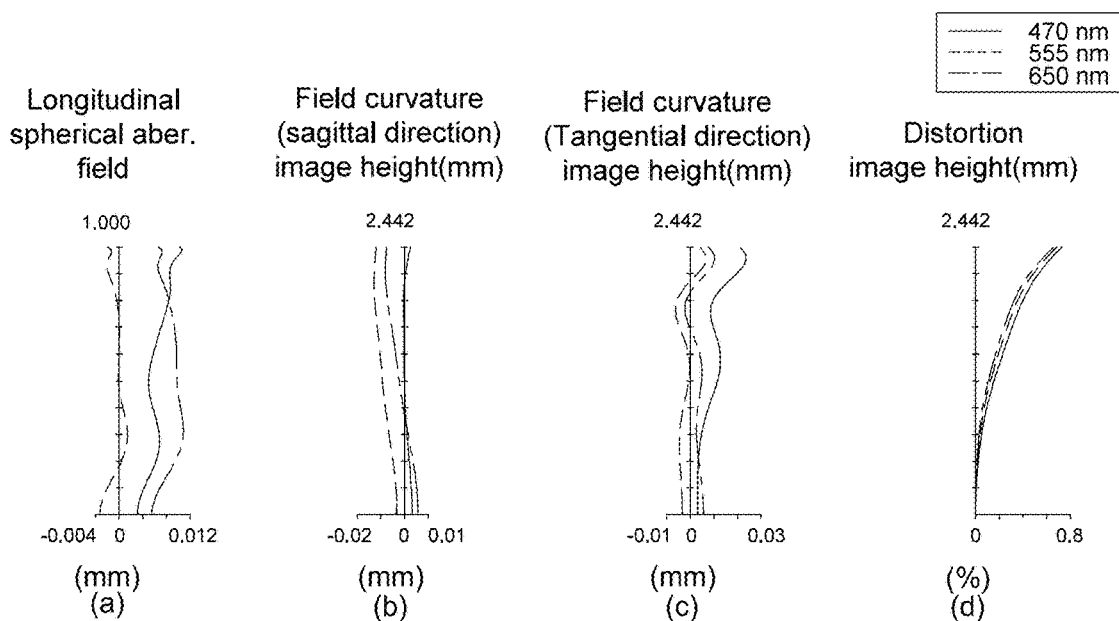 470 nm
555 nm
650 nm
Longitudinal
spherical aber.
field
Field curvature
(sagittal direction)
image height(mm)
Field curvature
(Tangential direction)
image height(mm)
Distortion
image height(mm)
1.000
2.442
2.442
2.442
-0.004 0 0.012
-0.02 0 0.01
-0.01 0 0.03
0 0.8
(mm)
(a)
(mm)
(b)
(mm)
(c)
(%)
(d)